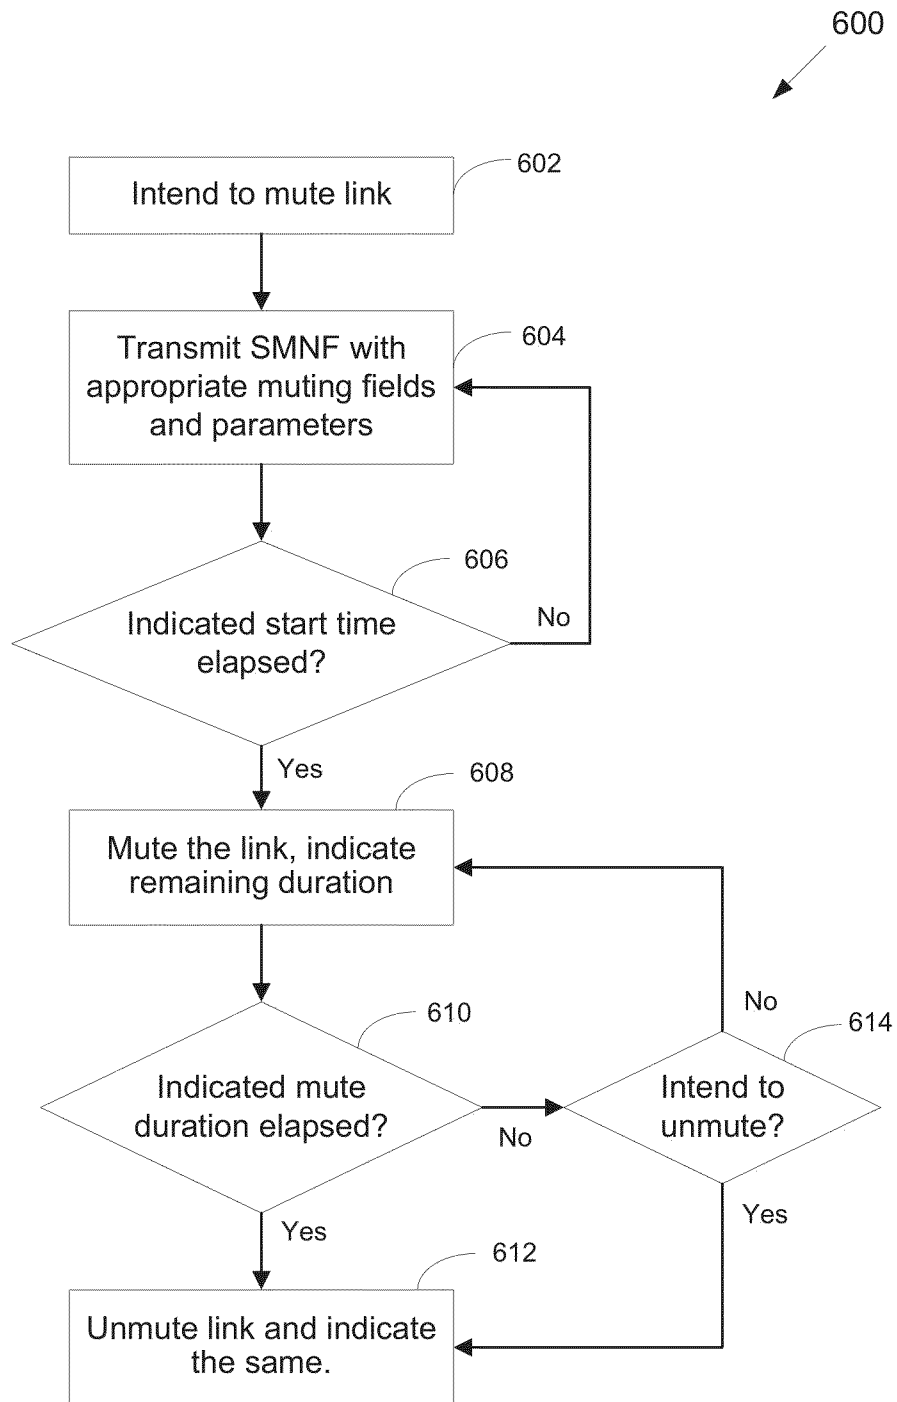 600
602
Intend to mute link
604
Transmit SMNF with
appropriate muting fields
and parameters
606
Indicated start time
elapsed?
No
Yes
608
Mute the link, indicate
remaining duration
610
Indicated mute
duration elapsed?
No
No
614
Intend to
unmute?
Yes
Yes
612
Unmute link and indicate
the same.